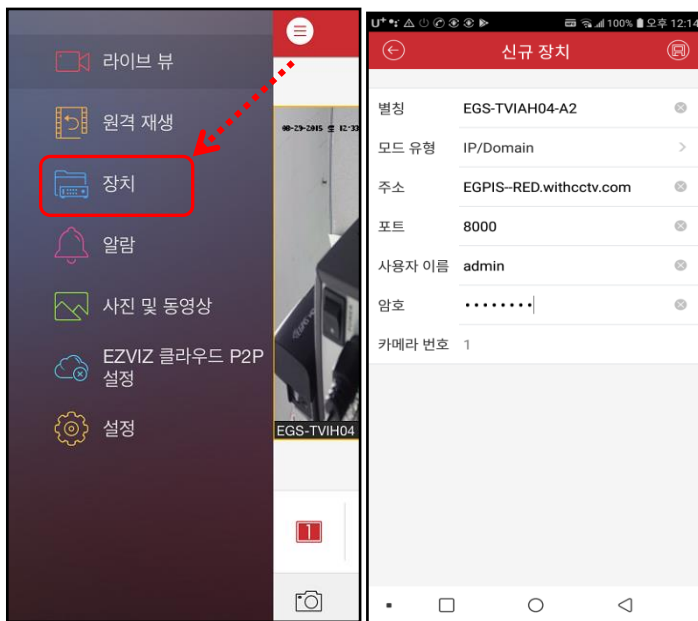 라이브 뷰
원격 재생
장치
알람
사진 및 동영상
EZVIZ 클라우드 P2P
설정
설정
08-29-2015 토 12:33
EGS-TVIH04
1
U+ 100% 오후 12:14
신규 장치
별칭 EGS-TVIAH04-A2
모드 유형 IP/Domain
주소 EGPIS--RED.withcctv.com
포트 8000
사용자 이름 admin
암호 ••••••••
카메라 번호 1